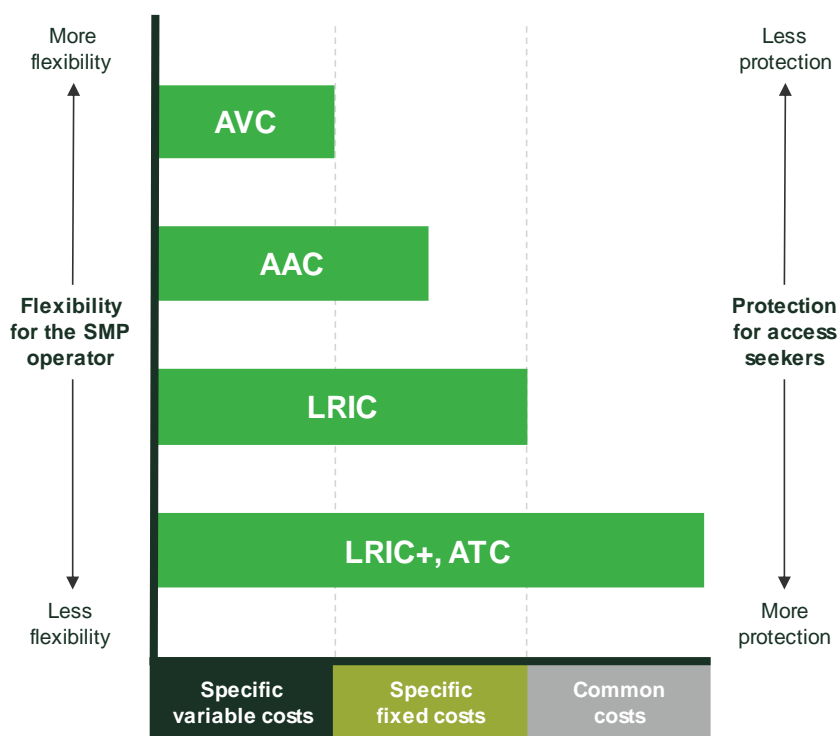 More
flexibility
Less
protection
AVC
AAC
Flexibility
for the SMP
operator
Protection
for access
seekers
LRIC
LRIC+, ATC
Less
flexibility
More
protection
Specific
variable costs
Specific
fixed costs
Common
costs